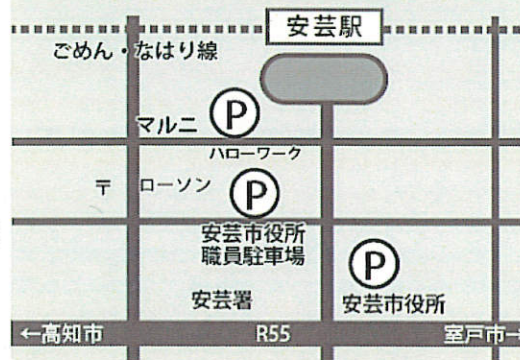 安芸駅
ごめん・なはり線
マルニ
P
ハローワーク
〒
ローソン
P
安芸市役所
職員駐車場
P
安芸署
安芸市役所
←高知市
R55
室戸市→